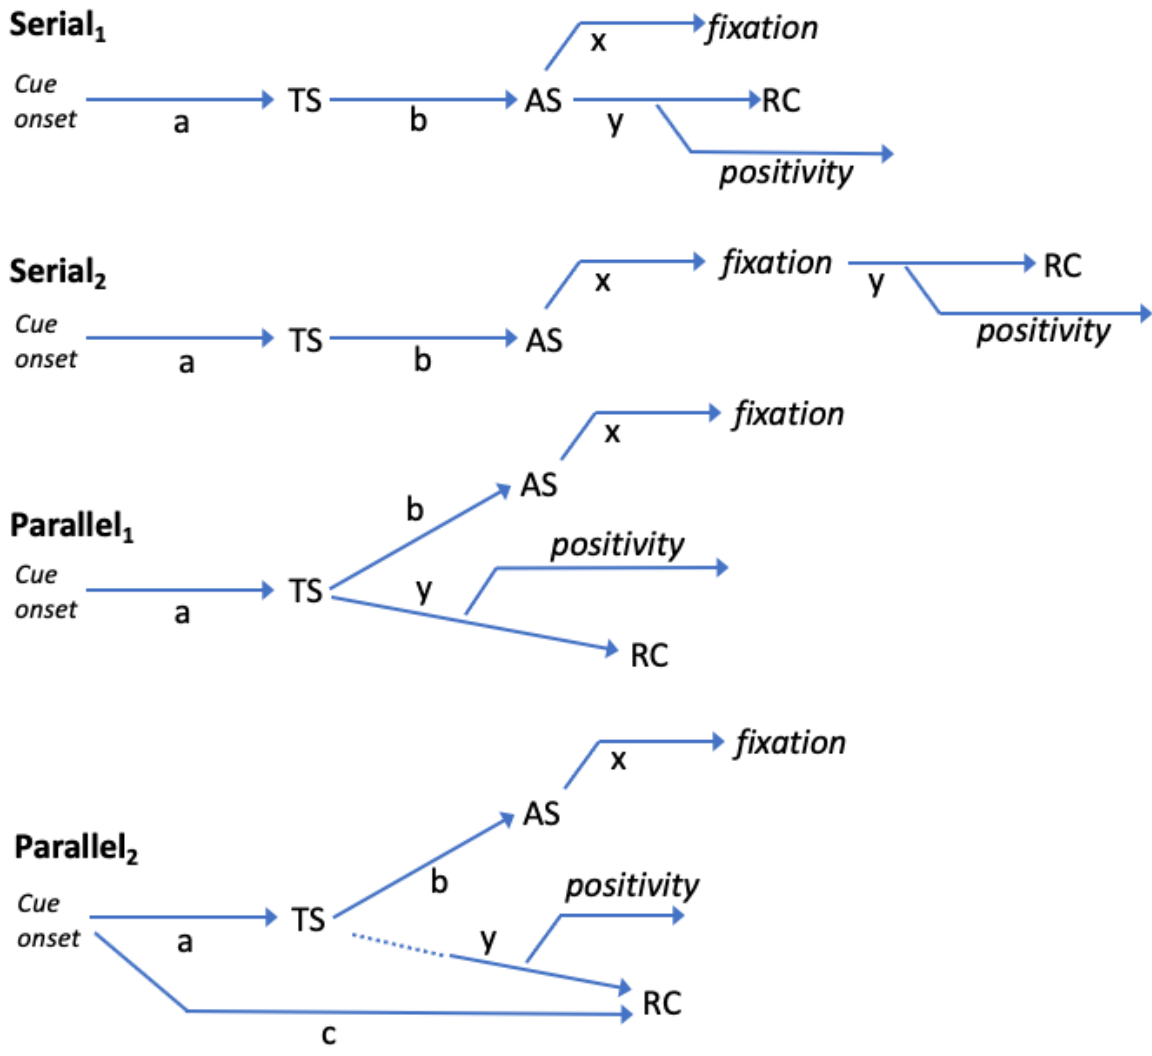 Serial₁
x
fixation
Cue
onset
a
TS
b
AS
y
RC
positivity
Serial₂
x
fixation
y
RC
Cue
onset
a
TS
b
AS
positivity
x
fixation
AS
b
Parallel₁
positivity
Cue
onset
a
TS
y
RC
x
fixation
AS
Parallel₂
b
positivity
Cue
onset
a
TS
y
RC
c